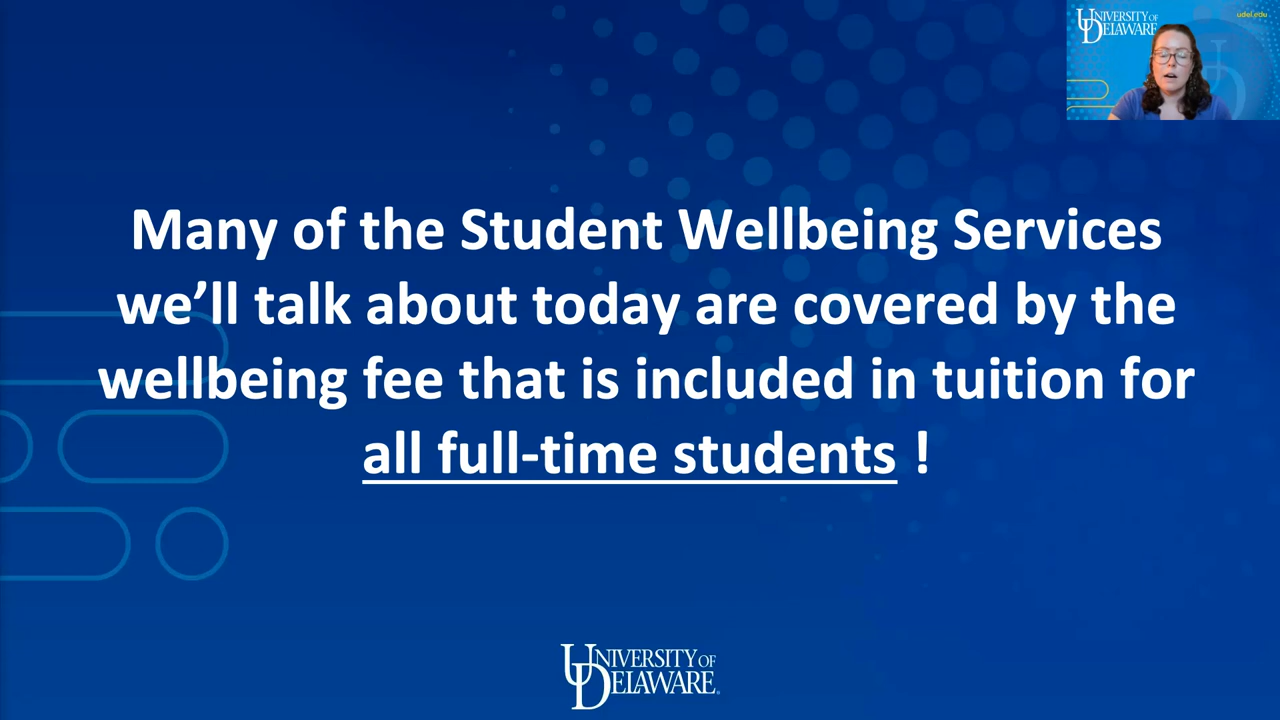 UNIVERSITY OF
DELAWARE
udel.edu
Many of the Student Wellbeing Services
we’ll talk about today are covered by the
wellbeing fee that is included in tuition for
all full-time students !
UNIVERSITY OF
DELAWARE